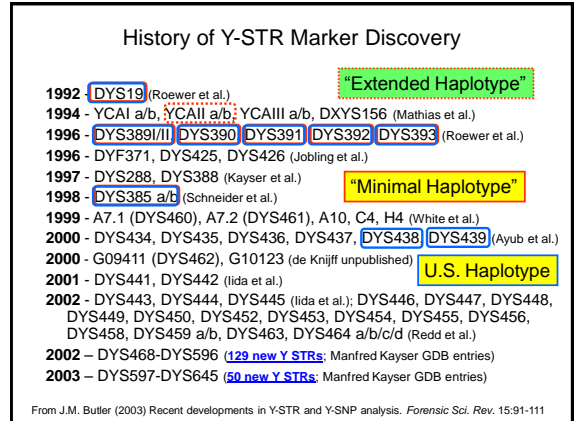 History of Y-STR Marker Discovery
"Extended Haplotype"
1992 - DYS19 (Roewer et al.)
1994 - YCAI a/b, YCAII a/b, YCAIII a/b, DXYS156 (Mathias et al.)
1996 - DYS389I/II, DYS390, DYS391, DYS392, DYS393 (Roewer et al.)
1996 - DYF371, DYS425, DYS426 (Jobling et al.)
1997 - DYS288, DYS388 (Kayser et al.)
"Minimal Haplotype"
1998 - DYS385 a/b (Schneider et al.)
1999 - A7.1 (DYS460), A7.2 (DYS461), A10, C4, H4 (White et al.)
2000 - DYS434, DYS435, DYS436, DYS437, DYS438, DYS439 (Ayub et al.)
2000 - G09411 (DYS462), G10123 (de Knijff unpublished)
U.S. Haplotype
2001 - DYS441, DYS442 (Iida et al.)
2002 - DYS443, DYS444, DYS445 (Iida et al.); DYS446, DYS447, DYS448,
DYS449, DYS450, DYS452, DYS453, DYS454, DYS455, DYS456,
DYS458, DYS459 a/b, DYS463, DYS464 a/b/c/d (Redd et al.)
2002 – DYS468-DYS596 (129 new Y STRs; Manfred Kayser GDB entries)
2003 – DYS597-DYS645 (50 new Y STRs; Manfred Kayser GDB entries)
From J.M. Butler (2003) Recent developments in Y-STR and Y-SNP analysis. Forensic Sci. Rev. 15:91-111